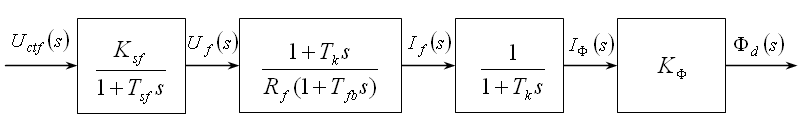 U_ctf(s)
K_sf / (1+T_sf s)
U_f(s)
(1+T_k s) / (R_f(1+T_fb s))
I_f(s)
1 / (1+T_k s)
I_Φ(s)
K_Φ
Φ_d(s)